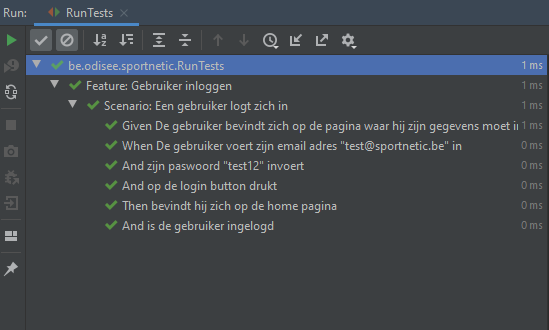 Run: RunTests
be.odisee.sportnetic.RunTests 1 ms
Feature: Gebruiker inloggen 1 ms
Scenario: Een gebruiker logt zich in 1 ms
Given De gebruiker bevindt zich op de pagina waar hij zijn gegevens moet in 1 ms
When De gebruiker voert zijn email adres "test@sportnetic.be" in 0 ms
And zijn paswoord "test12" invoert 0 ms
And op de login button drukt 0 ms
Then bevindt hij zich op de home pagina 0 ms
And is de gebruiker ingelogd 0 ms